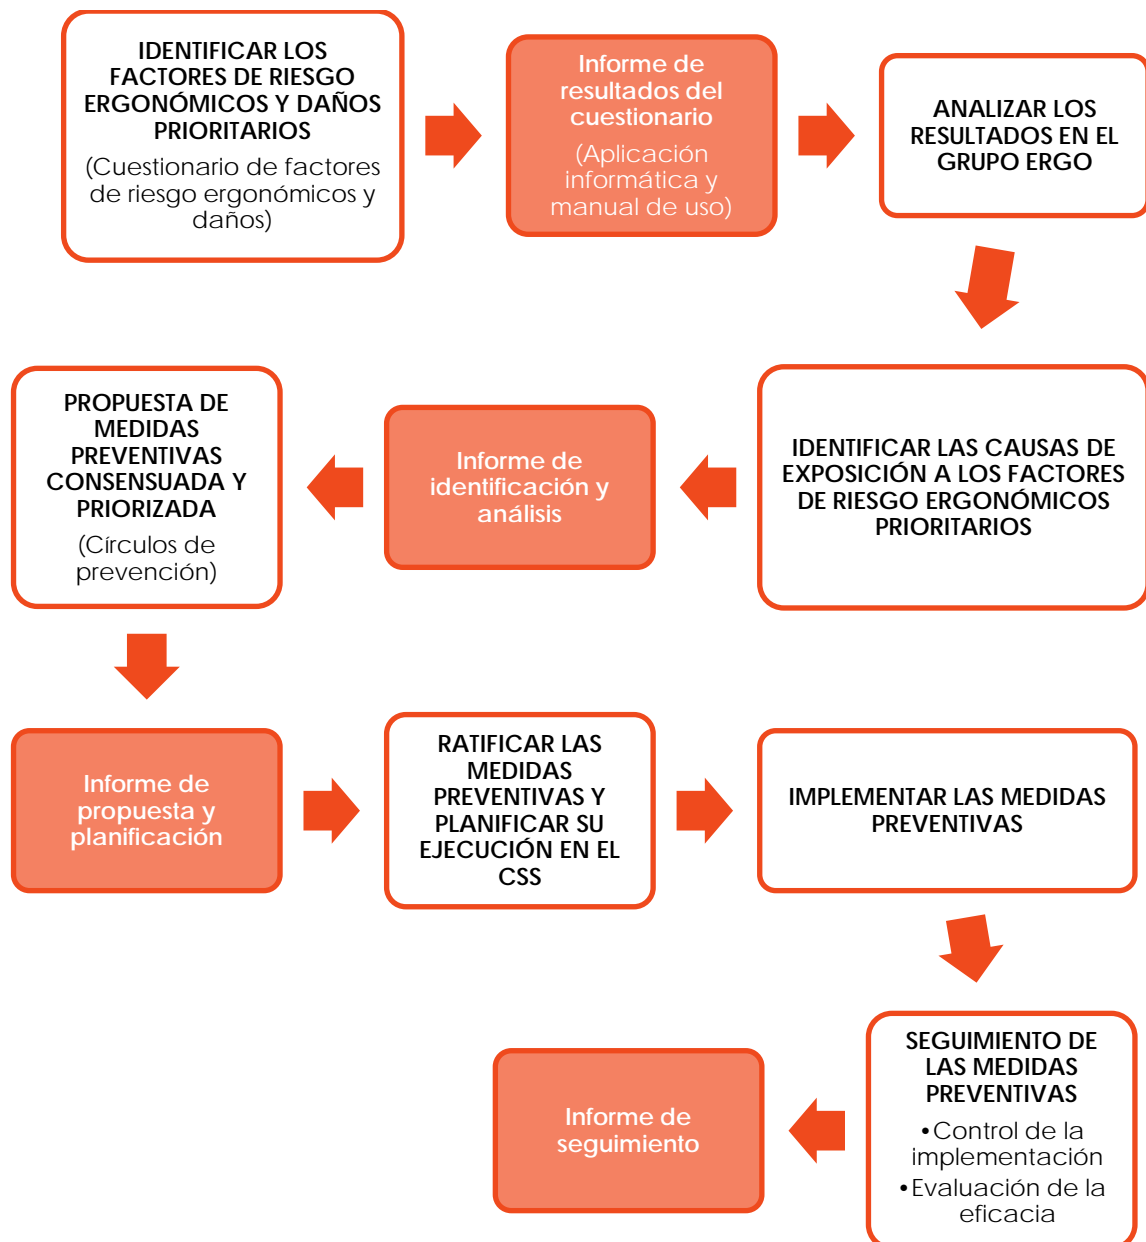 IDENTIFICAR LOS
FACTORES DE RIESGO
ERGONÓMICOS Y DAÑOS
PRIORITARIOS
(Cuestionario de factores
de riesgo ergonómicos y
daños)
Informe de
resultados del
cuestionario
(Aplicación
informática y
manual de uso)
ANALIZAR LOS
RESULTADOS EN EL
GRUPO ERGO
IDENTIFICAR LAS CAUSAS DE
EXPOSICIÓN A LOS FACTORES
DE RIESGO ERGONÓMICOS
PRIORITARIOS
Informe de
identificación y
análisis
PROPUESTA DE
MEDIDAS
PREVENTIVAS
CONSENSUADA Y
PRIORIZADA
(Círculos de
prevención)
Informe de
propuesta y
planificación
RATIFICAR LAS
MEDIDAS
PREVENTIVAS Y
PLANIFICAR SU
EJECUCIÓN EN EL
CSS
IMPLEMENTAR LAS MEDIDAS
PREVENTIVAS
SEGUIMIENTO DE
LAS MEDIDAS
PREVENTIVAS
•Control de la
implementación
•Evaluación de la
eficacia
Informe de
seguimiento